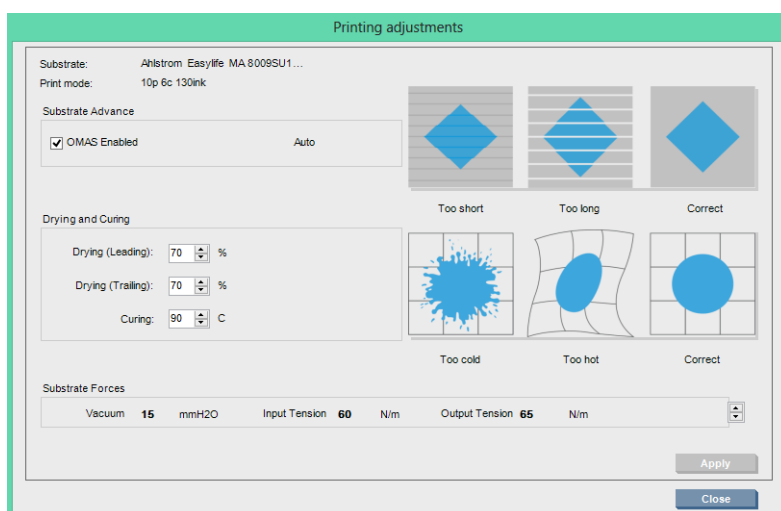 Printing adjustments
Substrate: Ahlstrom Easylife MA 8009SU1...
Print mode: 10p 6c 130ink
Substrate Advance
OMAS Enabled Auto
Too short Too long Correct
Drying and Curing
Drying (Leading): 70 %
Drying (Trailing): 70 %
Curing: 90 C
Too cold Too hot Correct
Substrate Forces
Vacuum 15 mmH2O Input Tension 60 N/m Output Tension 65 N/m
Apply
Close